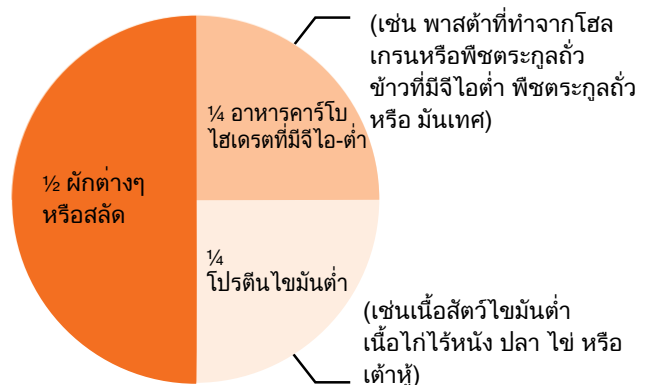 (เช่น พาสต้าที่ทำจากโฮล
เกรนหรือพืชตระกูลถั่ว
ข้าวที่มีจีไอต่ำ พืชตระกูลถั่ว
หรือ มันเทศ)
¼ อาหารคาร์โบ
ไฮเดรตที่มีจีไอ-ต่ำ
½ ผักต่างๆ
หรือสลัด
¼
โปรตีนไขมันต่ำ
(เช่นเนื้อสัตว์ไขมันต่ำ
เนื้อไก่ไร้หนัง ปลา ไข่ หรือ
เต้าหู้)